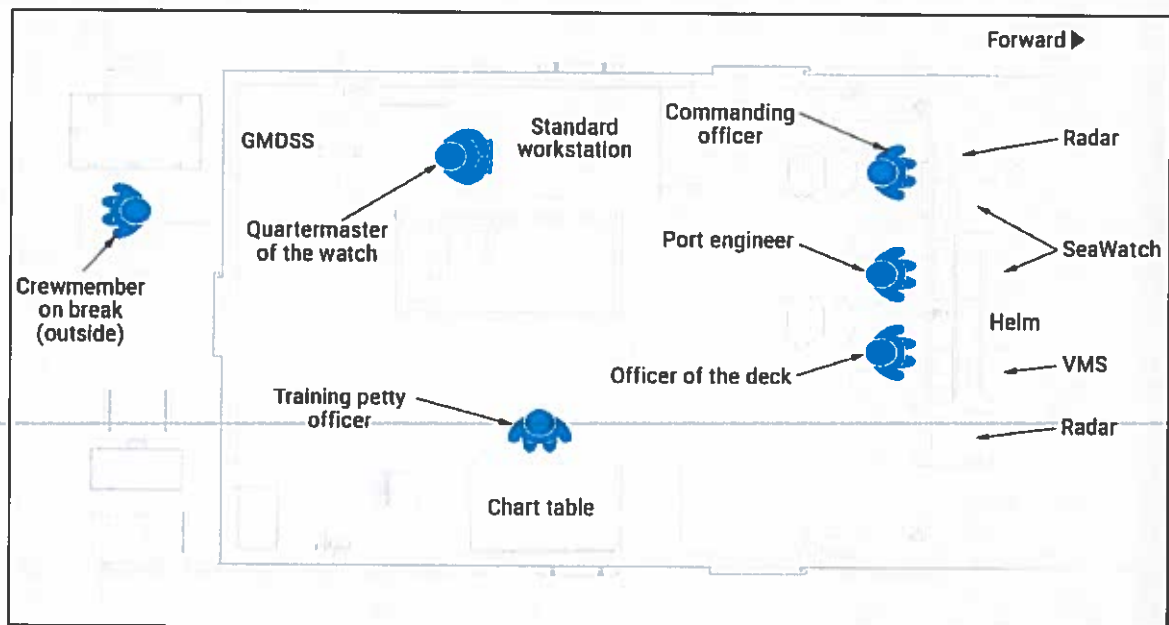 Forward
Commanding
officer
Radar
GMDSS
Standard
workstation
Quartermaster
of the watch
Port engineer
SeaWatch
Crewmember
on break
(outside)
Helm
Officer of the deck
VMS
Training petty
officer
Radar
Chart table